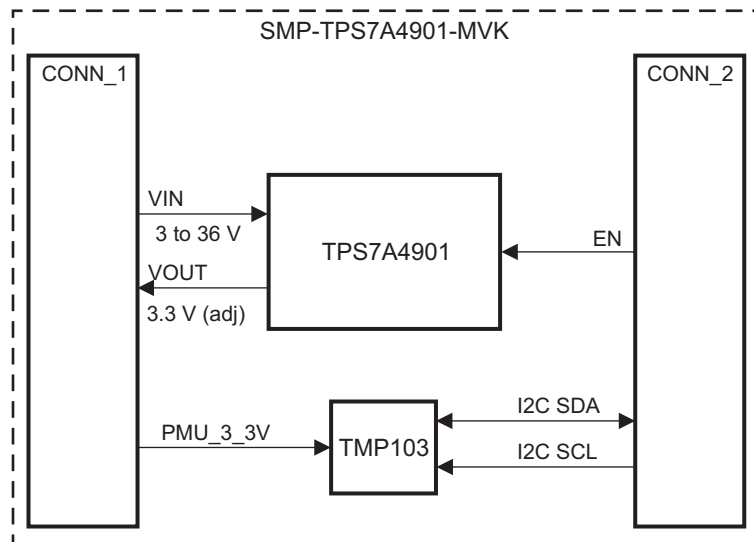 SMP-TPS7A4901-MVK
CONN_1
CONN_2
VIN
3 to 36 V
TPS7A4901
EN
VOUT
3.3 V (adj)
I2C SDA
PMU_3_3V
TMP103
I2C SCL